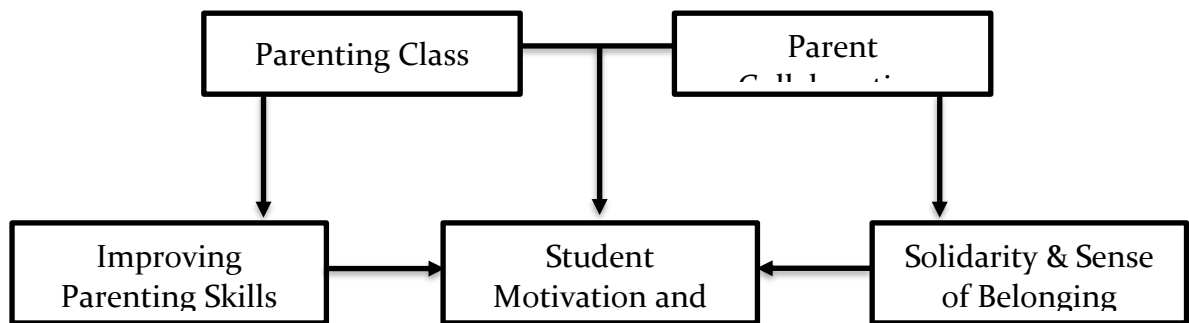 Parenting Class
Parent
Improving
Parenting Skills
Student
Motivation and
Solidarity & Sense
of Belonging